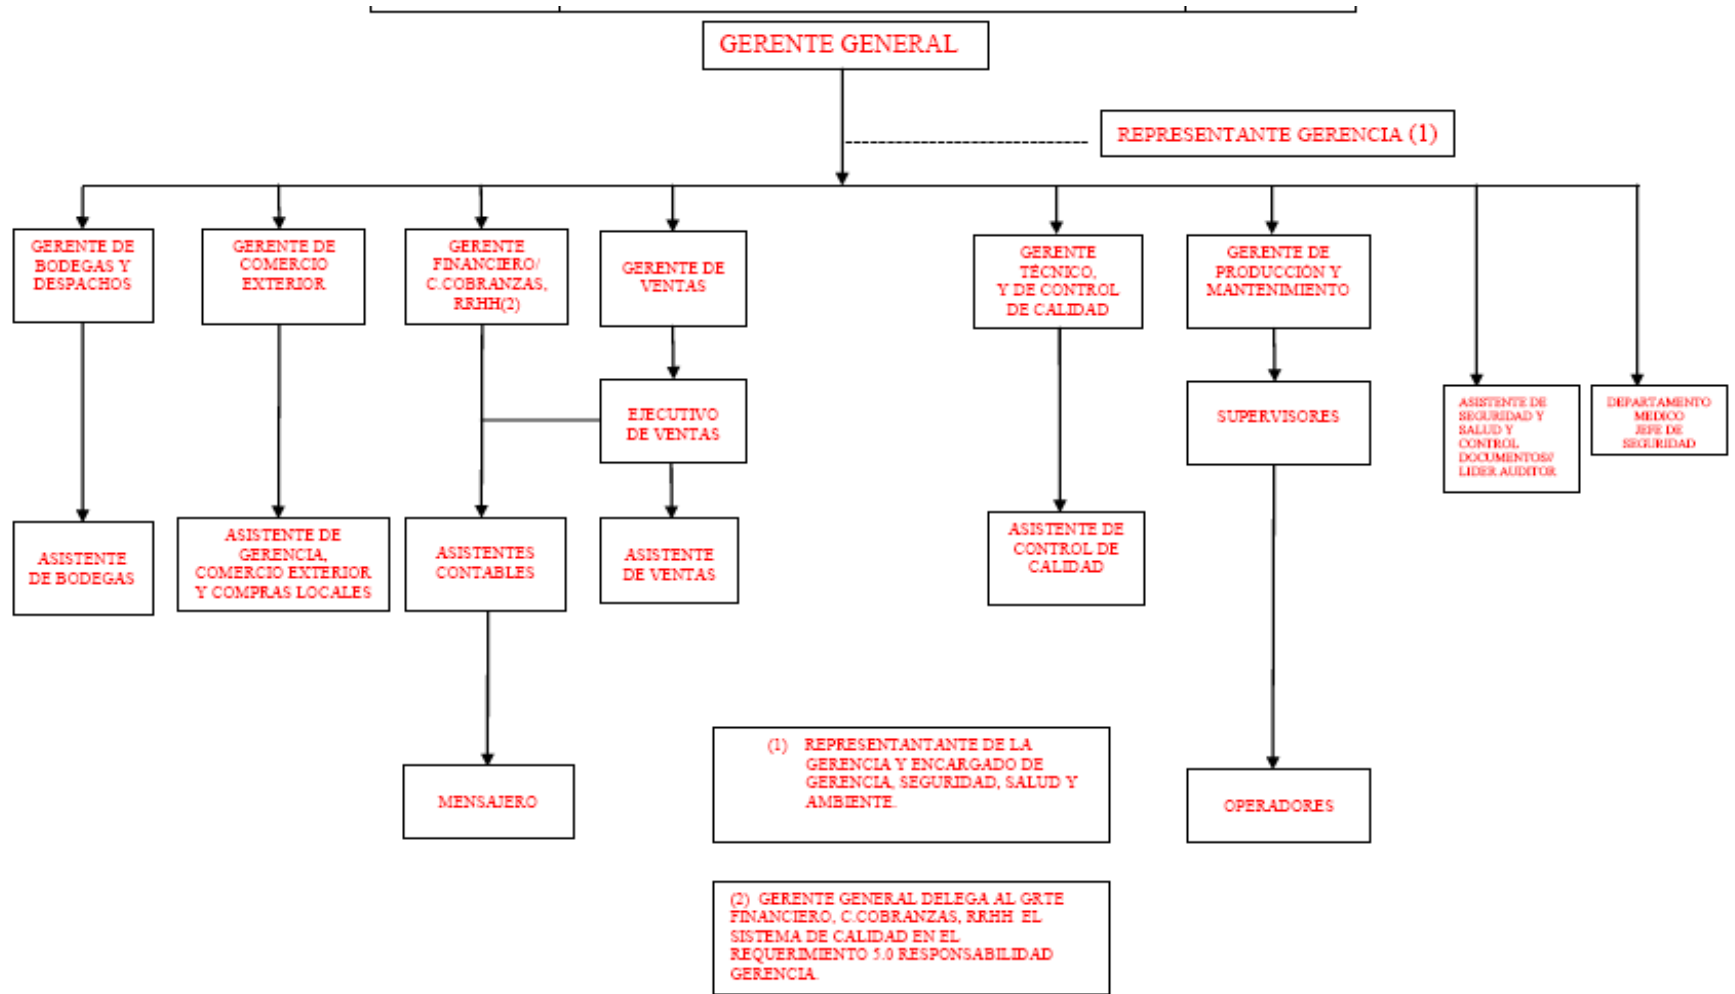 GERENTE GENERAL
REPRESENTANTE GERENCIA (1)
GERENTE DE
BODEGAS Y
DESPACHOS
GERENTE DE
COMERCIO
EXTERIOR
GERENTE
FINANCIERO/
C.COBRANZAS,
RRHH(2)
GERENTE DE
VENTAS
GERENTE
TÉCNICO,
Y DE CONTROL
DE CALIDAD
GERENTE DE
PRODUCCIÓN Y
MANTENIMIENTO
EJECUTIVO
DE VENTAS
SUPERVISORES
ASISTENTE DE
SEGURIDAD Y
SALUD Y
CONTROL
DOCUMENTOS//
LIDER AUDITOR
DEPARTAMENTO
MEDICO
JEFE DE
SEGURIDAD
ASISTENTE
DE BODEGAS
ASISTENTE DE
GERENCIA,
COMERCIO EXTERIOR
Y COMPRAS LOCALES
ASISTENTES
CONTABLES
ASISTENTE
DE VENTAS
ASISTENTE DE
CONTROL DE
CALIDAD
MENSAJERO
OPERADORES
(1) REPRESENTANTANTE DE LA
GERENCIA Y ENCARGADO DE
GERENCIA, SEGURIDAD, SALUD Y
AMBIENTE.
(2) GERENTE GENERAL DELEGA AL GRTE
FINANCIERO, C.COBRANZAS, RRHH EL
SISTEMA DE CALIDAD EN EL
REQUERIMIENTO 5.0 RESPONSABILIDAD
GERENCIA.